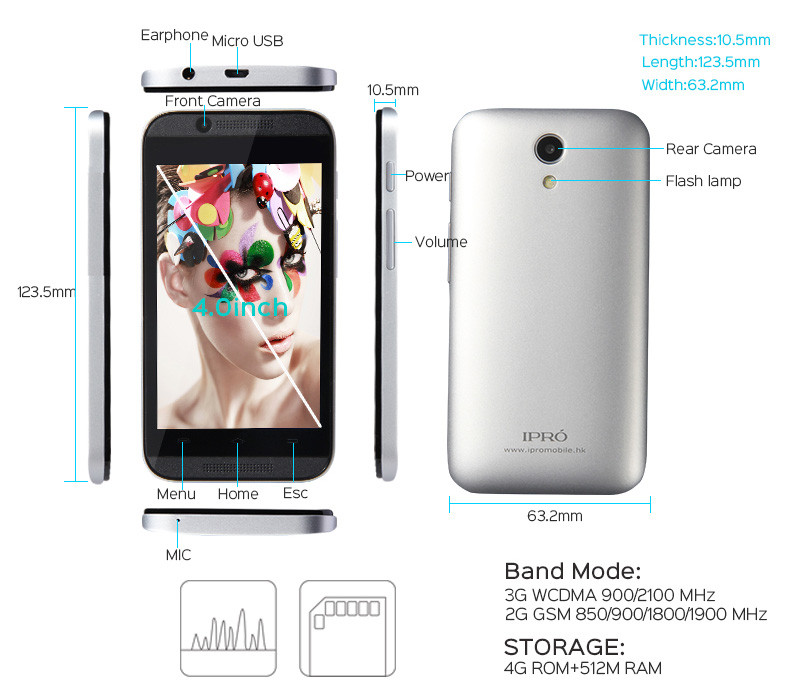 Earphone
Micro USB
Thickness:10.5mm
Length:123.5mm
Width:63.2mm
10.5mm
Front Camera
Rear Camera
Power
Flash lamp
Volume
123.5mm
4.0inch
IPRÓ
www.ipromobile.hk
Menu
Home
Esc
63.2mm
MIC
Band Mode:
3G WCDMA 900/2100 MHz
2G GSM 850/900/1800/1900 MHz
STORAGE:
4G ROM+512M RAM